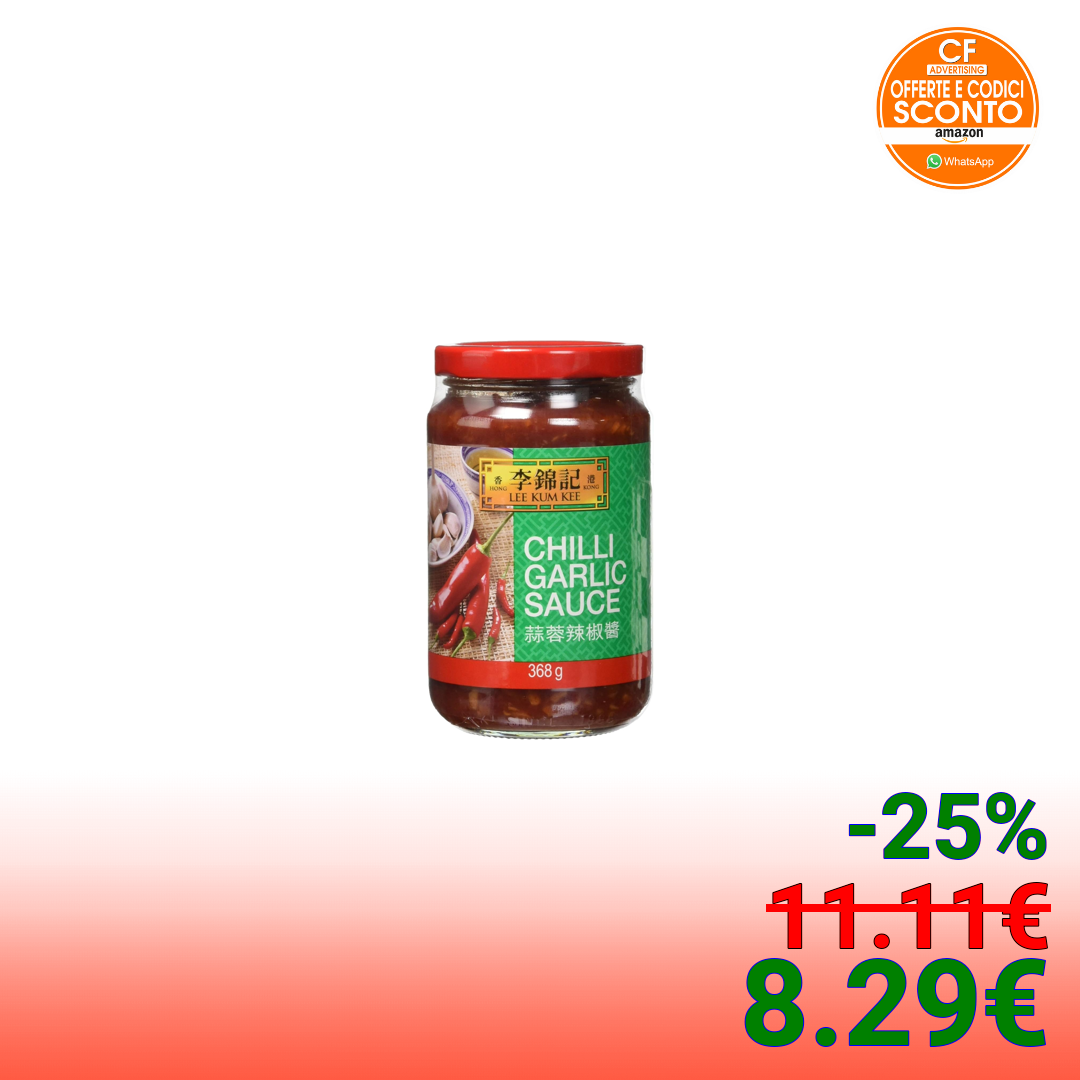 CF
ADVERTISING
OFFERTE E CODICI
SCONTO
amazon
WhatsApp
香 李錦記 港
HONG LEE KUM KEE KONG
CHILLI
GARLIC
SAUCE
蒜蓉辣椒醬
368 g
-25%
11.11€
8.29€